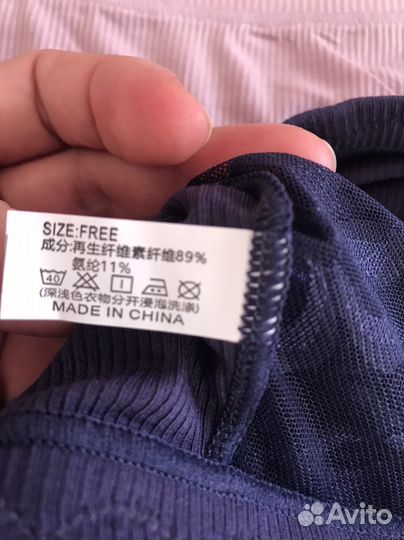 SIZE:FREE
成分:再生纤维素纤维89%
氨纶11%
40
(深浅色衣物分开浸泡洗涤)
MADE IN CHINA
Avito